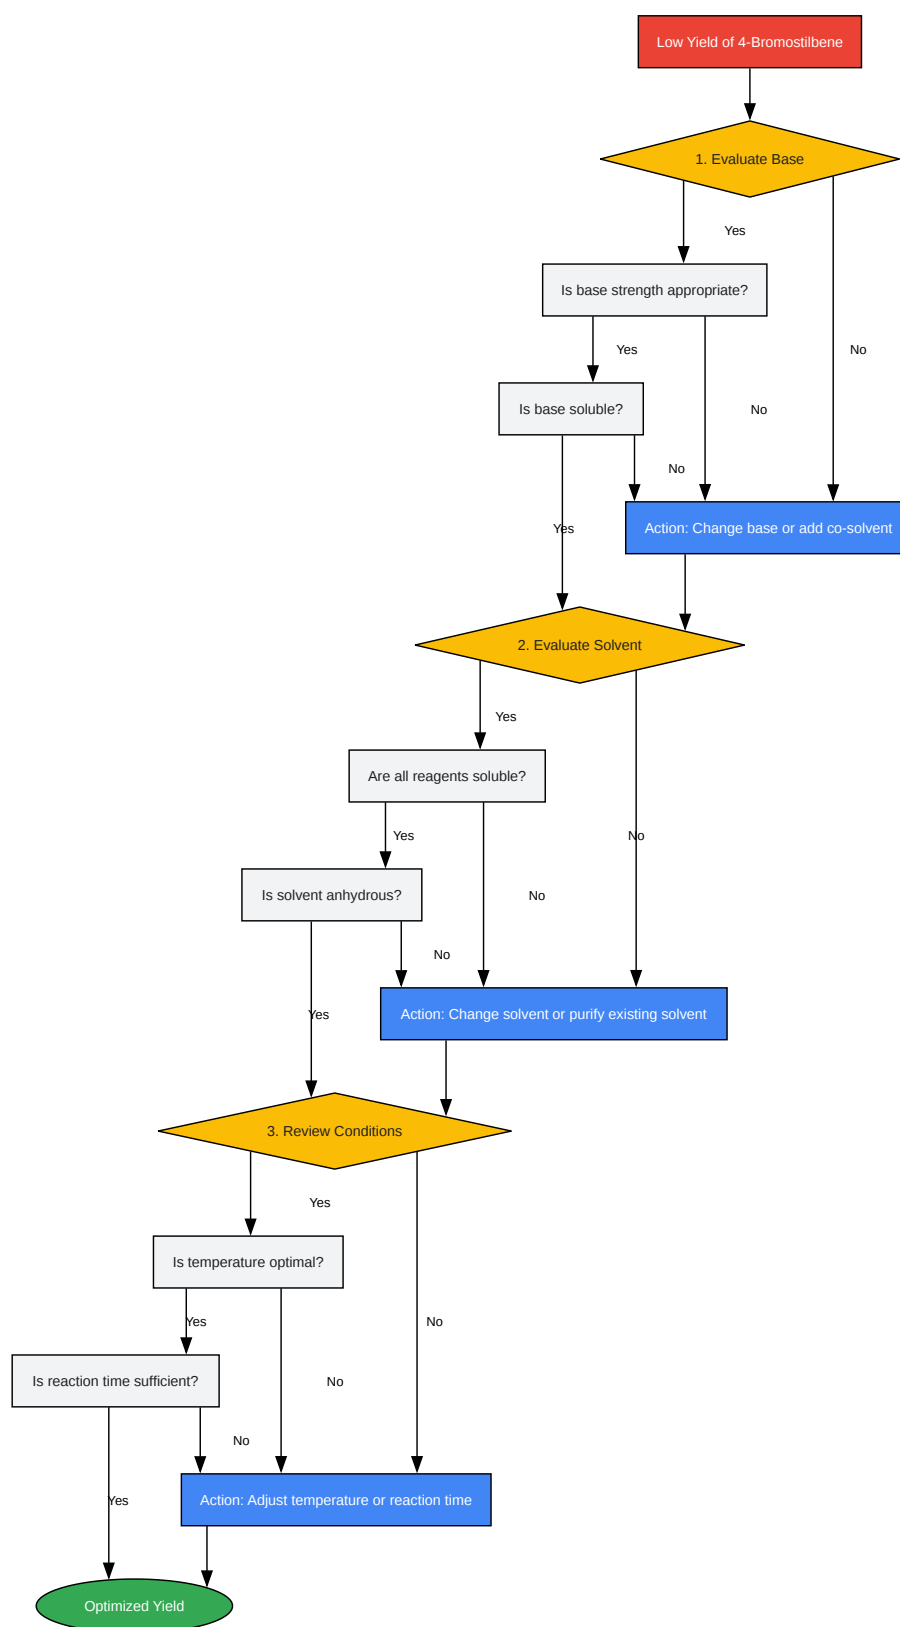 Low Yield of 4-Bromostilbene
1. Evaluate Base
Yes
Is base strength appropriate?
Yes
No
Is base soluble?
No
No
Yes
Action: Change base or add co-solvent
2. Evaluate Solvent
Yes
Are all reagents soluble?
Yes
No
Is solvent anhydrous?
No
No
Yes
Action: Change solvent or purify existing solvent
3. Review Conditions
Yes
Is temperature optimal?
Yes
No
Is reaction time sufficient?
No
No
Yes
Action: Adjust temperature or reaction time
Optimized Yield